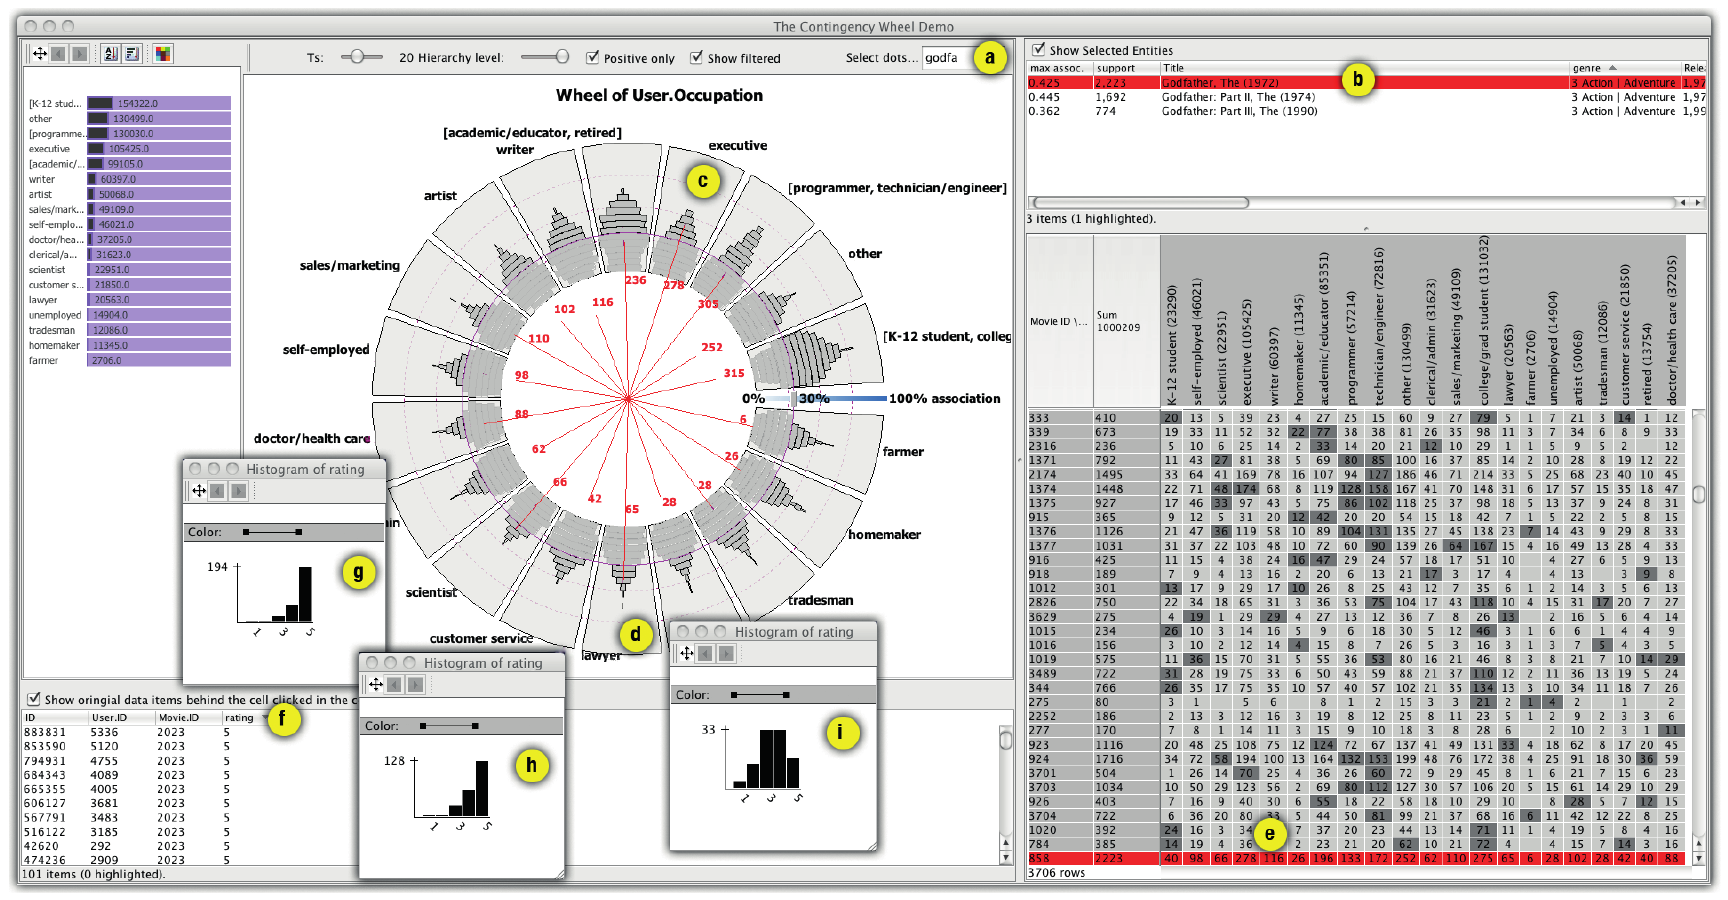 The Contingency Wheel Demo
Ts: 20 Hierarchy level: Positive only Show filtered Select dots... godfa a
[K-12 stud... 154322.0
other 130499.0
[programme... 130030.0
executive 105425.0
[academic/... 99105.0
writer 60397.0
artist 50068.0
sales/mark... 49109.0
self-emplo... 46021.0
doctor/hea... 37205.0
clerical/a... 31623.0
scientist 22951.0
customer s... 21850.0
lawyer 20563.0
unemployed 14904.0
tradesman 12086.0
homemaker 11345.0
farmer 2706.0
Wheel of User.Occupation
[academic/educator, retired]
executive
writer
c
[programmer, technician/engineer]
artist
other
sales/marketing
[K-12 student, colleg
self-employed
0% 30% 100% association
doctor/health care
farmer
homemaker
scientist
tradesman
customer service
lawyer
d
236
278
305
252
315
6
26
28
28
65
42
66
62
88
98
110
102
116
Histogram of rating
Color:
194
1 3 5
g
Histogram of rating
Color:
128
1 3 5
h
Histogram of rating
Color:
33
1 3 5
i
Show oringial data items behind the cell clicked in the c
f
ID User.ID Movie.ID rating
883831 5336 2023 5
853590 5120 2023 5
794931 4755 2023 5
684343 4089 2023 5
665355 4005 2023 5
606127 3681 2023 5
567791 3483 2023 5
516122 3185 2023 5
42620 292 2023 5
474236 2909 2023 5
101 items (0 highlighted).
Show Selected Entities
b
max assoc. support Title genre Rele
0.425 2,223 Godfather, The (1972) 3 Action | Adventure 1,97
0.445 1,692 Godfather: Part II, The (1974) 3 Action | Adventure 1,97
0.362 774 Godfather: Part III, The (1990) 3 Action | Adventure 1,99
3 items (1 highlighted).
Movie ID \...
Sum
1000209
K-12 student (23290)
self-employed (46021)
scientist (22951)
executive (105425)
writer (60397)
homemaker (11345)
academic/educator (85351)
programmer (57214)
technician/engineer (72816)
other (130499)
clerical/admin (31623)
sales/marketing (49109)
college/grad student (131032)
lawyer (20563)
farmer (2706)
unemployed (14904)
artist (50068)
tradesman (12086)
customer service (21850)
retired (13754)
doctor/health care (37205)
333 410 20 13 5 39 23 4 27 25 15 60 9 27 79 5 1 7 21 3 14 1 12
339 673 19 33 11 52 32 22 77 38 38 81 26 35 98 11 3 7 34 6 8 9 33
2316 236 5 10 6 25 14 2 33 14 20 21 12 10 29 1 1 5 9 5 2 12
1371 792 11 43 27 81 38 5 69 80 85 100 16 37 85 14 2 10 28 8 19 12 22
2174 1495 33 64 41 169 78 16 107 94 127 186 46 71 214 33 5 25 68 23 40 10 45
1374 1448 22 71 48 174 68 8 119 128 158 167 41 70 148 31 6 17 57 15 35 18 47
1375 927 17 46 33 97 43 5 75 86 102 118 25 37 98 18 5 13 37 9 24 8 31
915 365 9 12 5 31 20 12 42 20 20 54 15 18 42 7 1 5 22 2 5 8 15
1376 1126 21 47 36 119 58 10 89 104 131 135 27 45 138 23 7 14 43 9 29 8 33
1377 1031 31 37 22 103 48 10 72 60 90 139 26 64 167 15 4 16 49 13 28 4 33
916 425 11 15 4 38 24 16 47 29 24 57 18 17 51 10 4 27 6 5 9 13
918 189 7 9 4 13 16 2 20 6 13 21 17 3 17 4 4 13 3 9 8
1012 301 13 17 9 29 17 10 26 8 25 43 12 7 35 6 1 2 14 3 5 6 13
2826 750 22 34 18 65 31 3 36 53 75 104 17 43 118 10 4 15 31 17 20 7 27
3629 275 4 19 1 29 29 4 27 13 12 36 7 8 26 13 2 16 5 6 4 14
1015 234 26 10 3 14 16 5 9 6 18 30 5 12 46 3 1 6 6 1 4 4 9
1016 156 3 10 2 12 14 4 15 8 7 26 5 3 16 3 1 1 7 5 4 3 5
1019 575 11 36 15 70 31 5 55 36 53 80 16 21 46 8 3 8 21 7 10 14 29
3489 722 31 28 19 75 33 6 50 43 59 88 21 37 110 12 2 11 36 13 19 5 24
344 766 26 35 17 75 35 10 57 40 57 102 21 35 134 13 3 10 34 11 18 7 26
275 80 3 1 5 6 8 1 2 15 3 3 21 2 1 4
2252 186 2 13 3 12 16 3 19 8 12 25 8 11 23 5 1 2 9 2 3 3 6
277 170 7 8 1 14 11 3 15 9 10 18 3 8 28 6 2 5 1 2 1 11
923 1116 20 48 25 108 75 12 124 72 67 137 41 49 131 33 4 18 62 8 17 20 45
924 1716 34 72 58 194 100 13 164 132 153 199 48 76 172 38 4 25 91 18 30 36 59
3701 504 1 26 14 70 25 4 36 26 60 72 9 29 45 8 1 6 21 7 15 6 23
3703 1034 10 50 29 123 56 2 69 80 112 127 30 57 106 20 5 15 61 14 29 10 29
926 403 7 16 9 40 30 6 55 18 22 58 18 10 29 10 8 28 5 7 12 15
3704 722 6 36 20 80 33 5 44 50 81 99 21 37 68 16 6 11 42 12 22 8 25
1020 392 24 16 3 7 37 20 23 44 13 14 71 11 1 4 19 5 8 4 16
784 385 14 19 4 2 23 21 20 62 10 21 72 4 4 15 3 14 3 16
858 2223 40 98 66 278 116 26 196 133 172 252 62 110 275 65 6 28 102 28 42 40 88
e
3706 rows